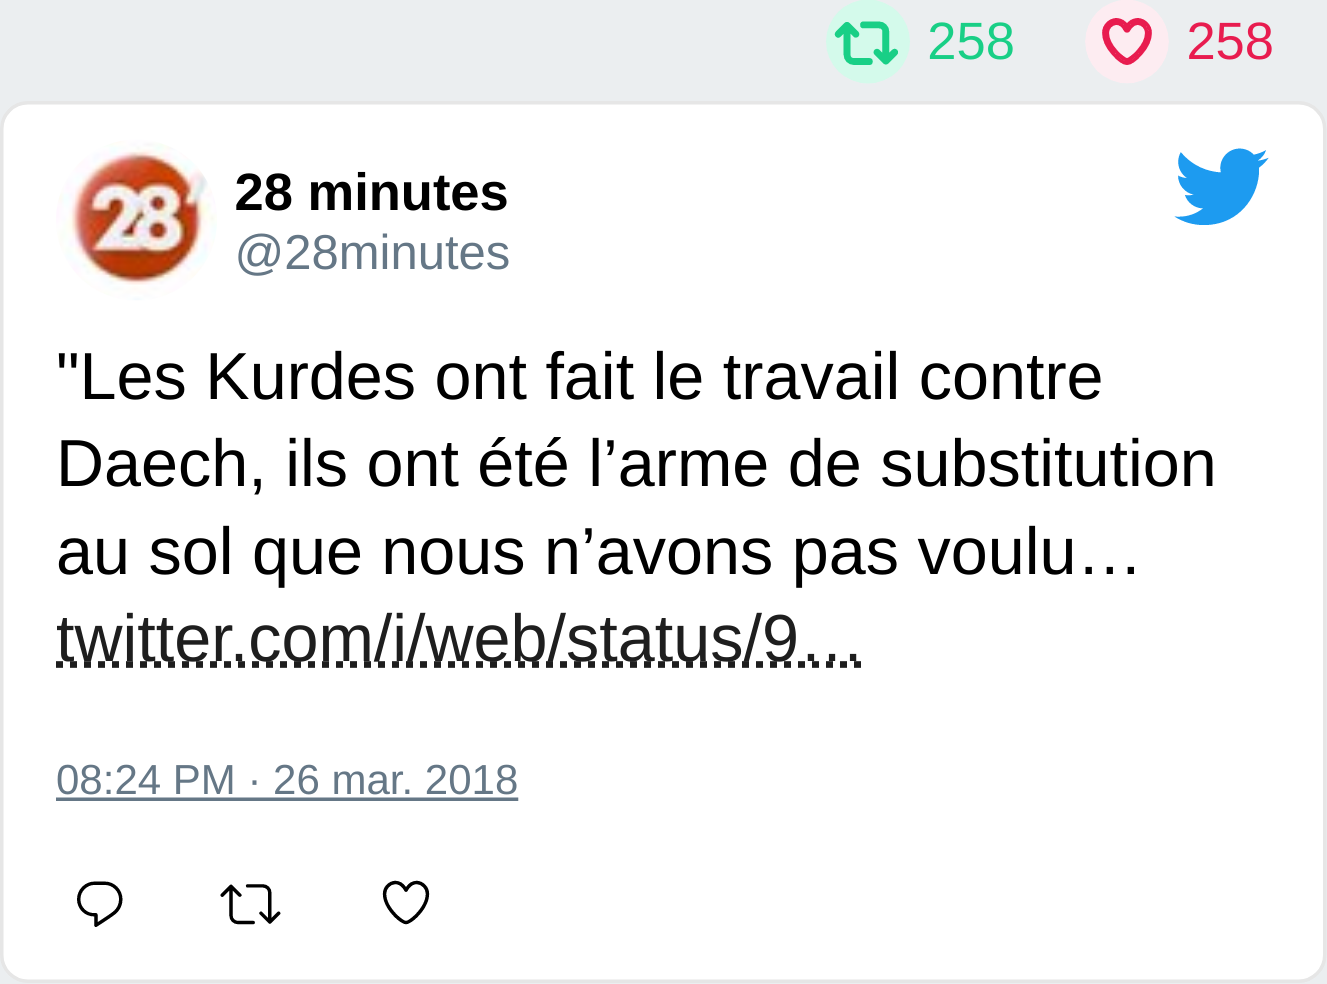 258 258
28'
28 minutes
@28minutes
"Les Kurdes ont fait le travail contre
Daech, ils ont été l’arme de substitution
au sol que nous n’avons pas voulu…
twitter.com/i/web/status/9…
08:24 PM · 26 mar. 2018